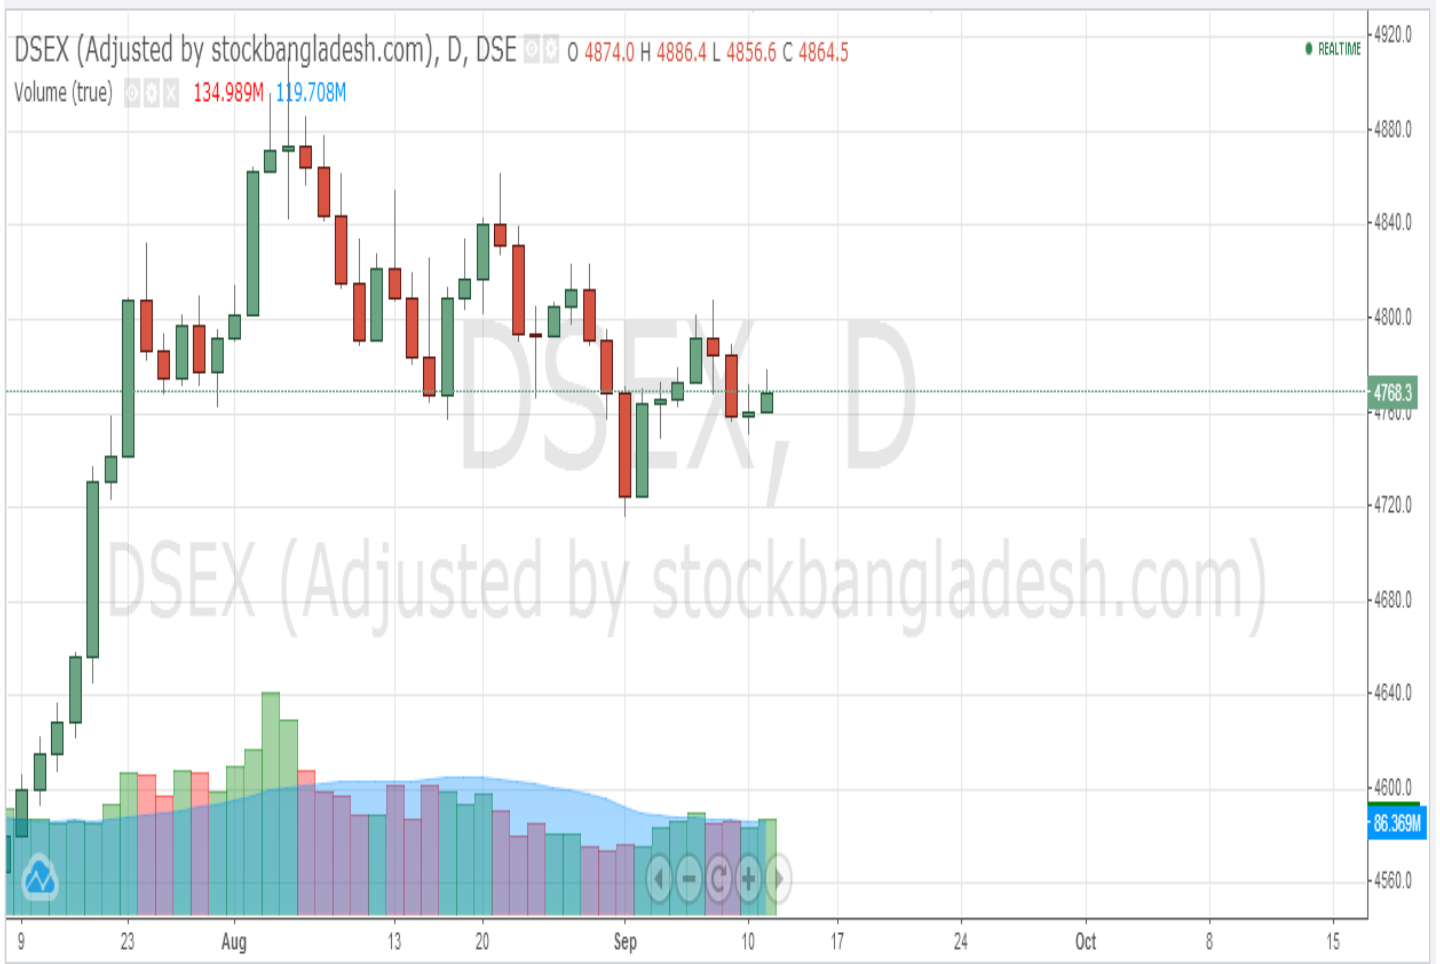 DSEX (Adjusted by stockbangladesh.com), D, DSE O 4874.0 H 4886.4 L 4856.6 C 4864.5
REALTIME
Volume (true) 134.989M 119.708M
4920.0
4880.0
4840.0
4800.0
4768.3
4760.0
4720.0
4680.0
4640.0
4600.0
86.369M
4560.0
DSEX, D
DSEX (Adjusted by stockbangladesh.com)
9 23 Aug 13 20 Sep 10 17 24 Oct 8 15